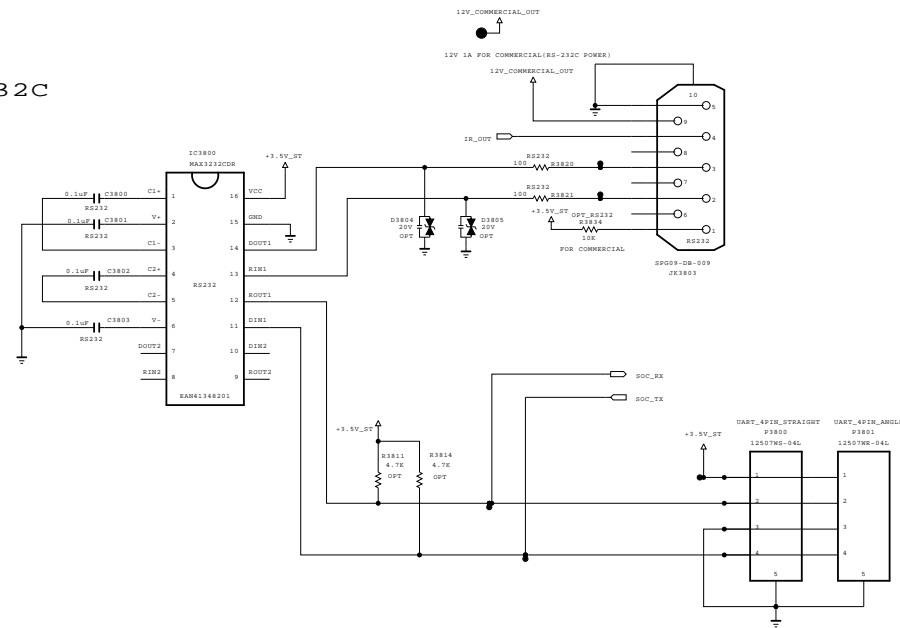 12V_COMMERCIAL_OUT
12V 1A FOR COMMERCIAL(RS-232C POWER)
12V_COMMERCIAL_OUT
32C
10
5
9
IR_OUT
4
8
IC3800
MAX3232CDR
+3.5V_ST
RS232
100 R3820
3
7
0.1uF C3800
RS232
C1+
1
16
VCC
RS232
100 R3821
2
0.1uF C3801
RS232
V+
2
15
GND
D3804
20V
OPT
D3805
20V
OPT
+3.5V_ST
OPT_RS232
R3834
10K
FOR COMMERCIAL
6
1
RS232
C1-
3
14
DOUT1
SPG09-DB-009
JK3803
0.1uF C3802
RS232
C2+
4
13
RIN1
RS232
C2-
5
12
ROUT1
0.1uF C3803
RS232
V-
6
11
DIN1
DOUT2
7
10
DIN2
RIN2
8
9
ROUT2
EAN41348201
SOC_RX
SOC_TX
+3.5V_ST
R3811
4.7K
OPT
R3814
4.7K
OPT
+3.5V_ST
UART_4PIN_STRAIGHT
P3800
12507WS-04L
UART_4PIN_ANGL
P3801
12507WR-04L
1
1
2
2
3
3
4
4
5
5